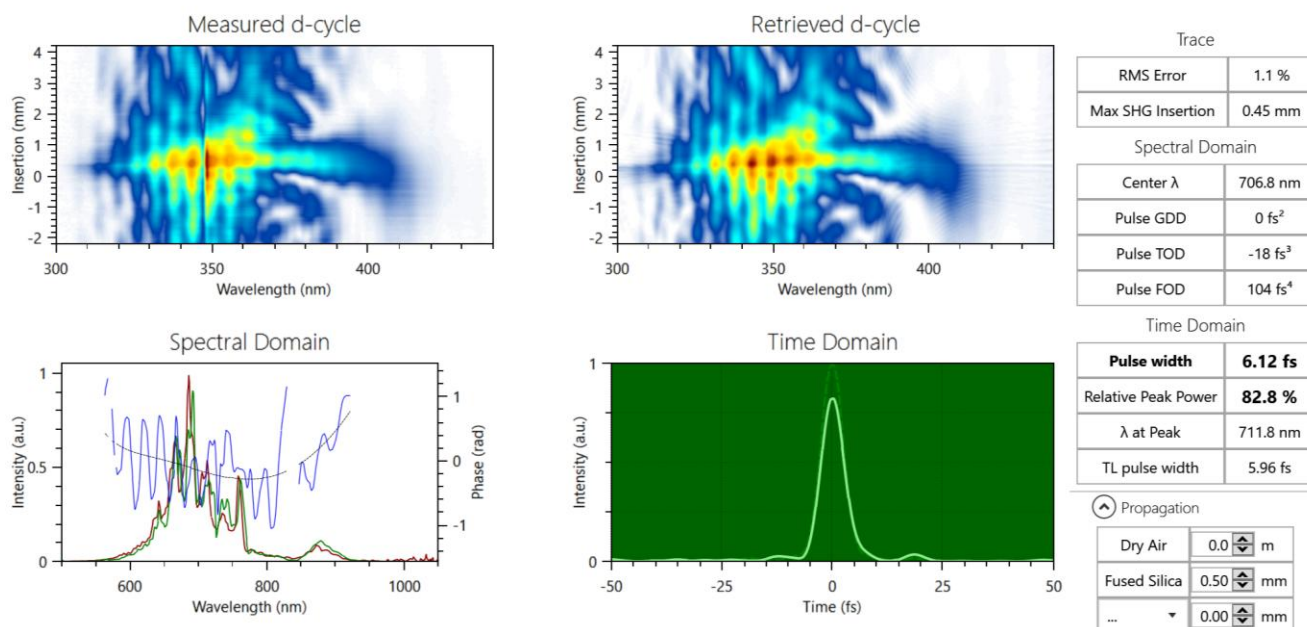 Measured d-cycle
4
3
2
1
0
-1
-2
Insertion (mm)
300
350
400
Wavelength (nm)
Retrieved d-cycle
4
3
2
1
0
-1
-2
Insertion (mm)
300
350
400
Wavelength (nm)
Trace
RMS Error 1.1 %
Max SHG Insertion 0.45 mm
Spectral Domain
Center λ 706.8 nm
Pulse GDD 0 fs²
Pulse TOD -18 fs³
Pulse FOD 104 fs⁴
Time Domain
Pulse width 6.12 fs
Relative Peak Power 82.8 %
λ at Peak 711.8 nm
TL pulse width 5.96 fs
Propagation
Dry Air 0.0 m
Fused Silica 0.50 mm
... 0.00 mm
Spectral Domain
1
0.5
0
Intensity (a.u.)
1
0
-1
Phase (rad)
600
800
1000
Wavelength (nm)
Time Domain
1
0
Intensity (a.u.)
-50
-25
0
25
50
Time (fs)